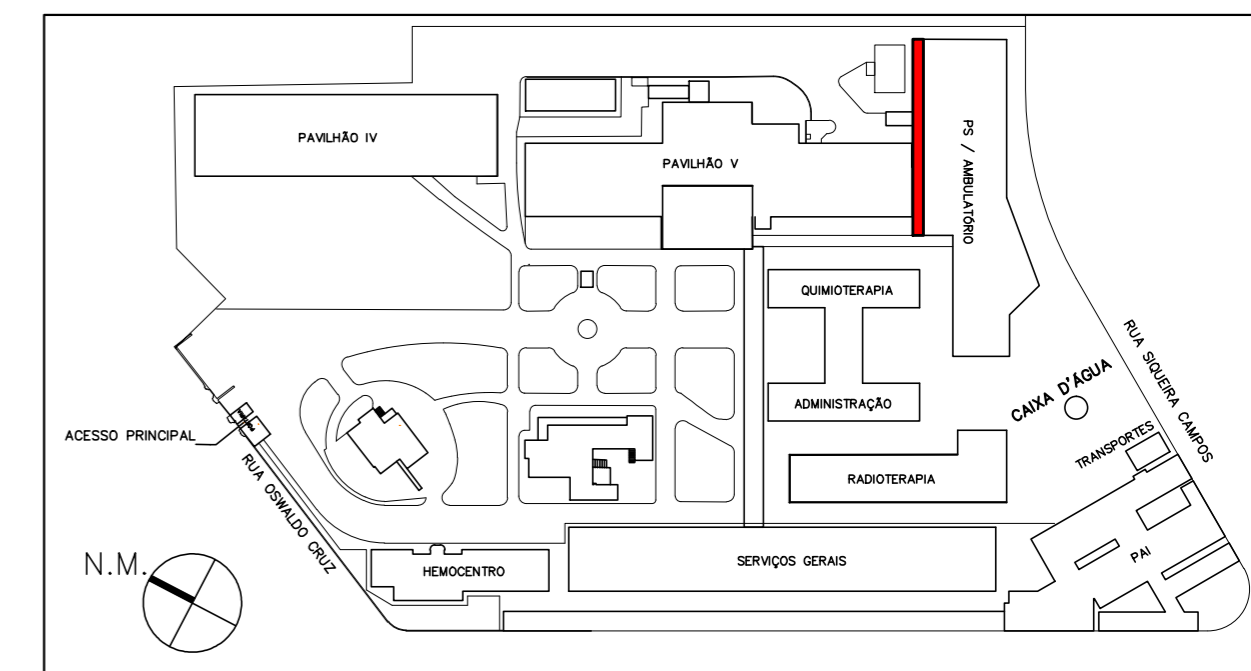 PAVILHÃO IV
PAVILHÃO V
PS / AMBULATÓRIO
QUIMIOTERAPIA
ADMINISTRAÇÃO
RADIOTERAPIA
CAIXA D'ÁGUA
RUA SIQUEIRA CAMPOS
TRANSPORTES
ACESSO PRINCIPAL
RUA OSWALDO CRUZ
N.M.
HEMOCENTRO
SERVIÇOS GERAIS
PAI